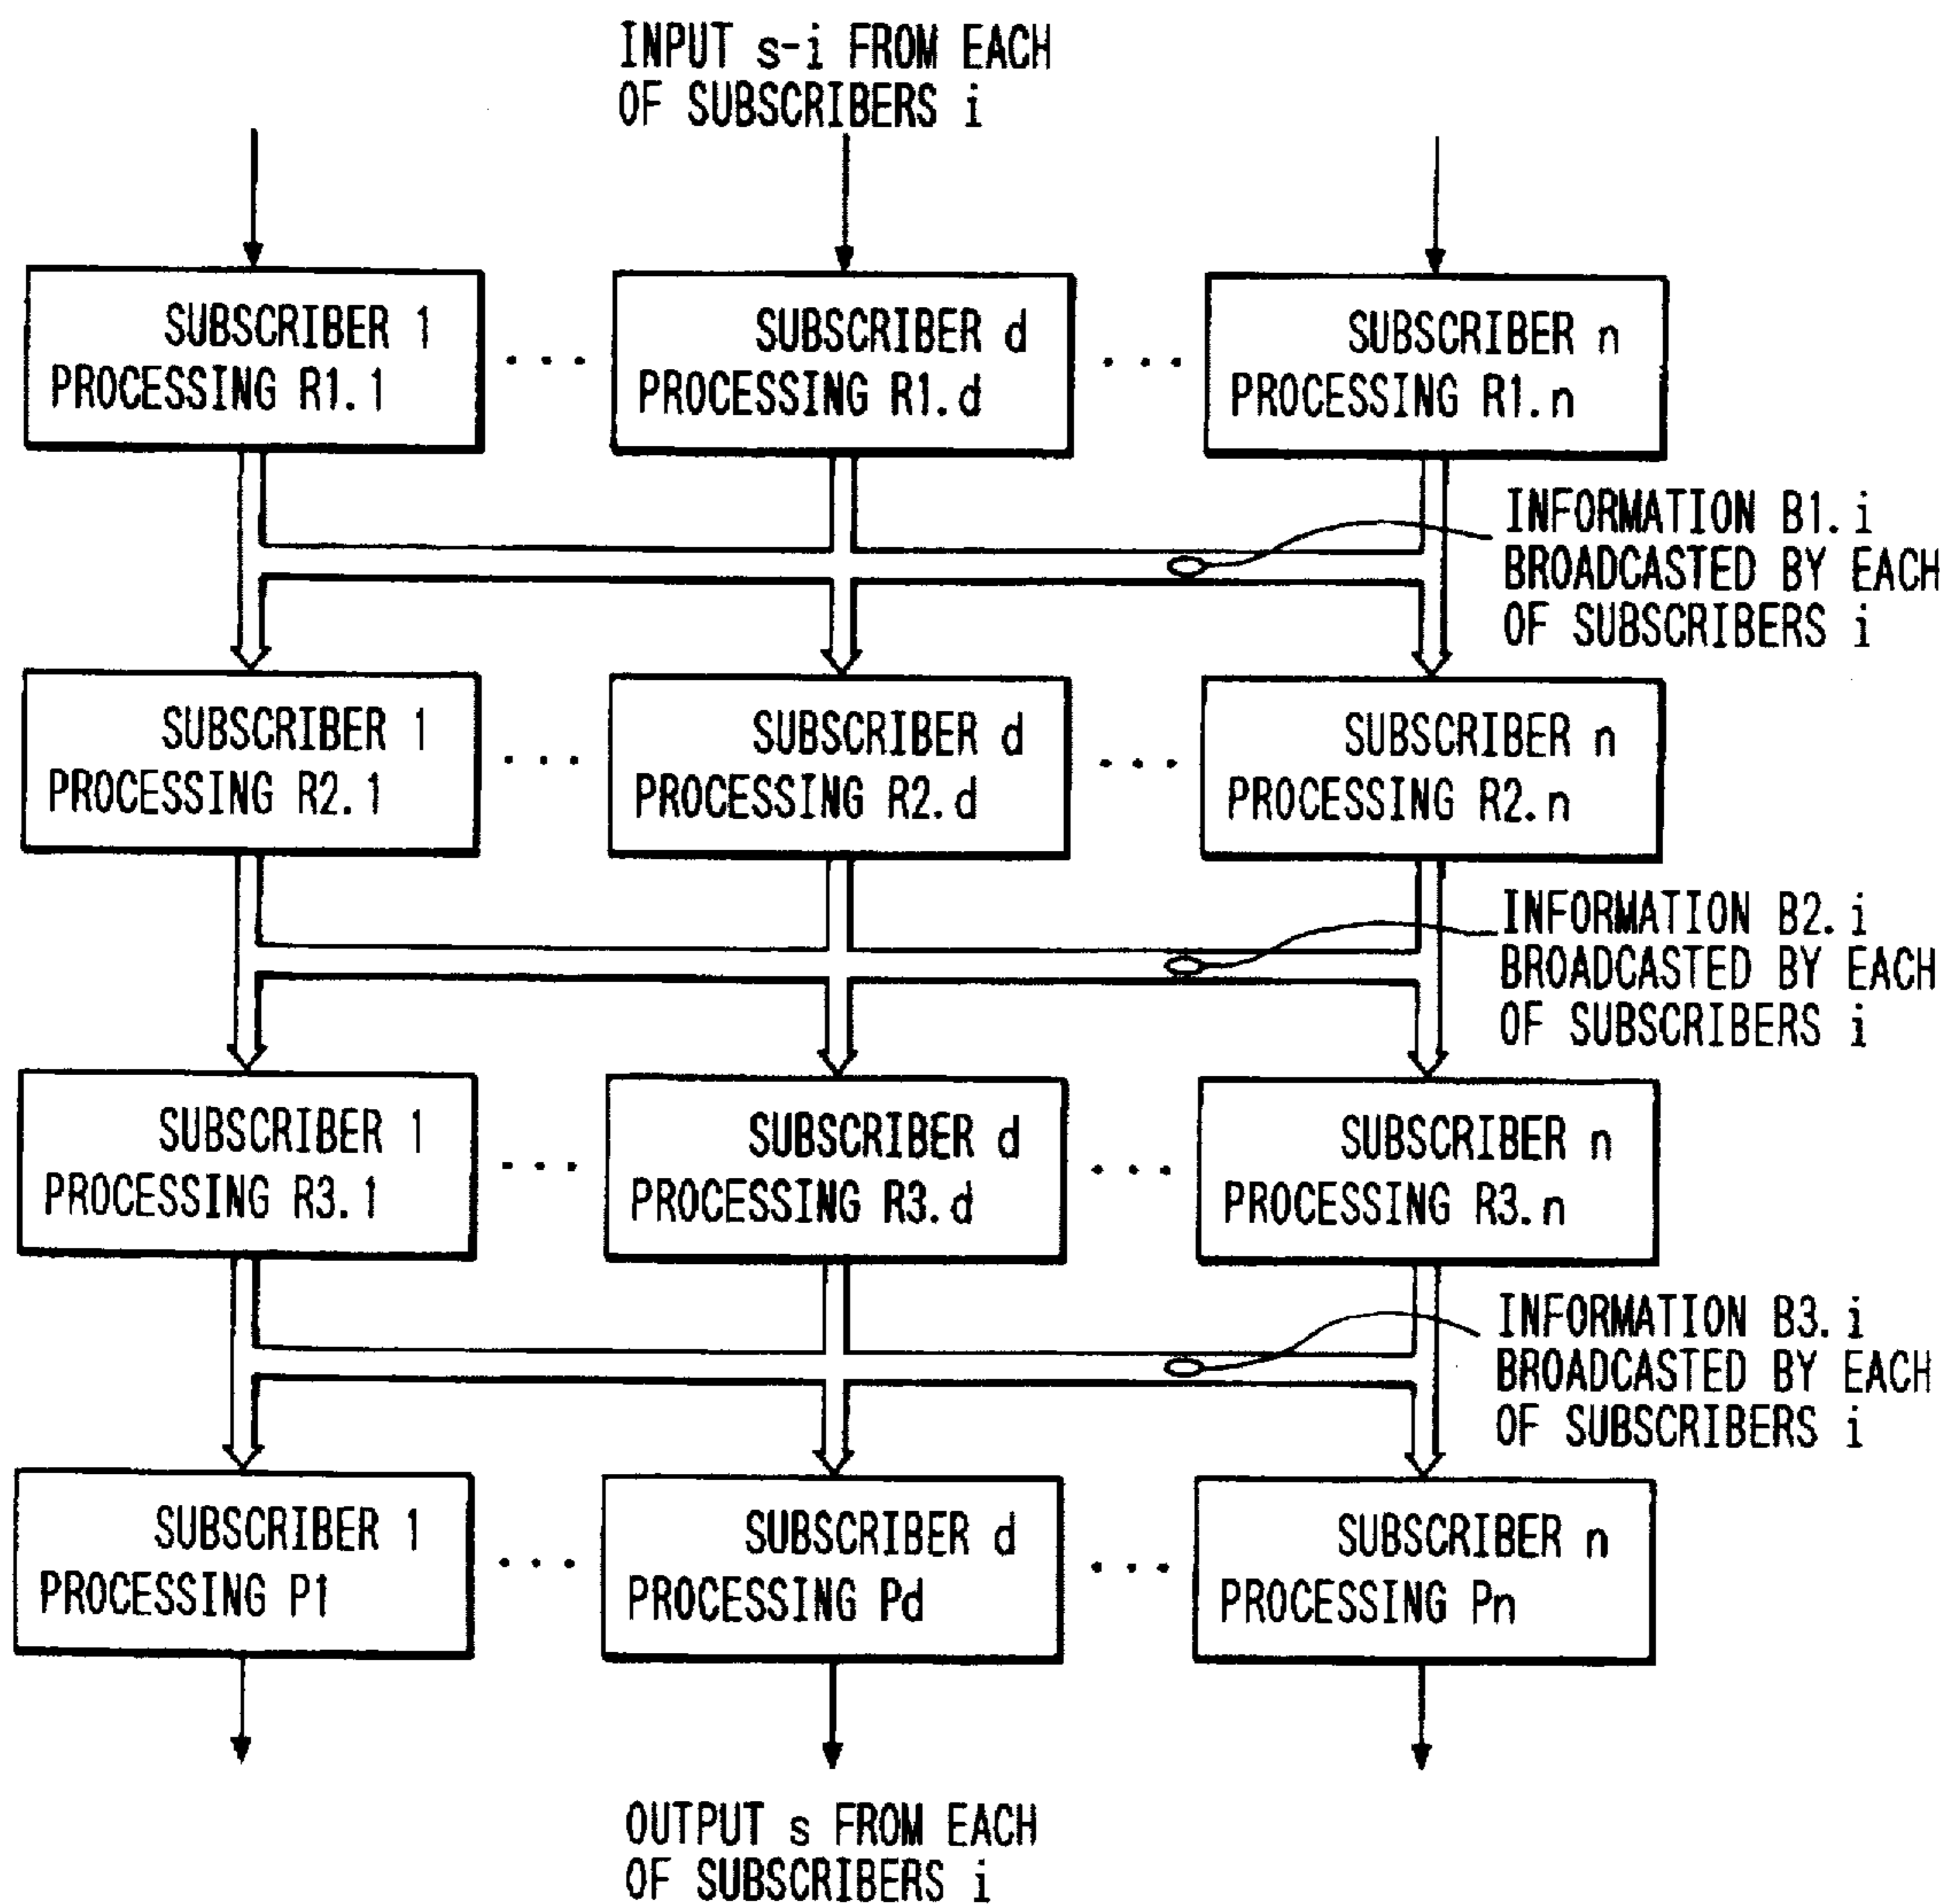 INPUT s-i FROM EACH
OF SUBSCRIBERS i
SUBSCRIBER 1
PROCESSING R1.1
...
SUBSCRIBER d
PROCESSING R1.d
...
SUBSCRIBER n
PROCESSING R1.n
INFORMATION B1.i
BROADCASTED BY EACH
OF SUBSCRIBERS i
SUBSCRIBER 1
PROCESSING R2.1
...
SUBSCRIBER d
PROCESSING R2.d
...
SUBSCRIBER n
PROCESSING R2.n
INFORMATION B2.i
BROADCASTED BY EACH
OF SUBSCRIBERS i
SUBSCRIBER 1
PROCESSING R3.1
...
SUBSCRIBER d
PROCESSING R3.d
...
SUBSCRIBER n
PROCESSING R3.n
INFORMATION B3.i
BROADCASTED BY EACH
OF SUBSCRIBERS i
SUBSCRIBER 1
PROCESSING P1
...
SUBSCRIBER d
PROCESSING Pd
...
SUBSCRIBER n
PROCESSING Pn
OUTPUT s FROM EACH
OF SUBSCRIBERS i